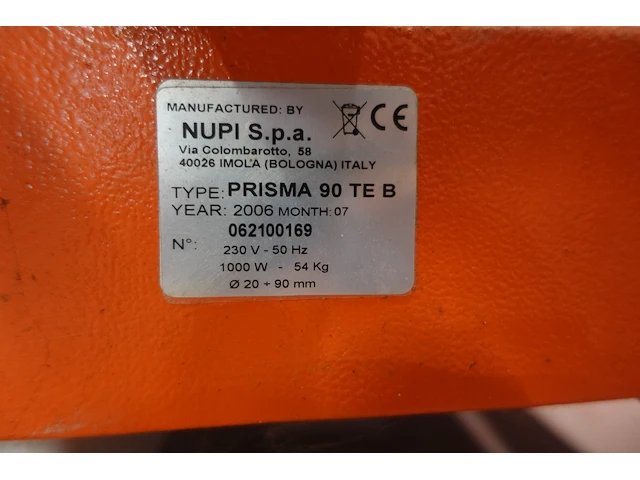 MANUFACTURED: BY
NUPI S.p.a.
CE
Via Colombarotto, 58
40026 IMOLA (BOLOGNA) ITALY
TYPE: PRISMA 90 TE B
YEAR: 2006 MONTH: 07
062100169
N°:
230 V - 50 Hz
1000 W - 54 Kg
Ø 20 ÷ 90 mm